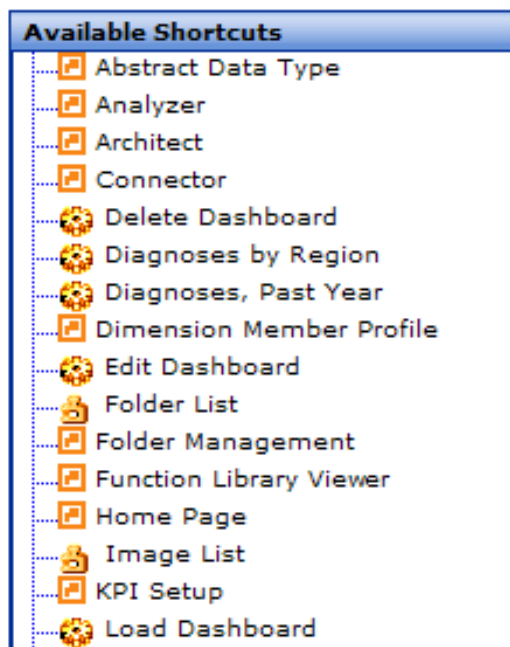 Available Shortcuts
Abstract Data Type
Analyzer
Architect
Connector
Delete Dashboard
Diagnoses by Region
Diagnoses, Past Year
Dimension Member Profile
Edit Dashboard
Folder List
Folder Management
Function Library Viewer
Home Page
Image List
KPI Setup
Load Dashboard